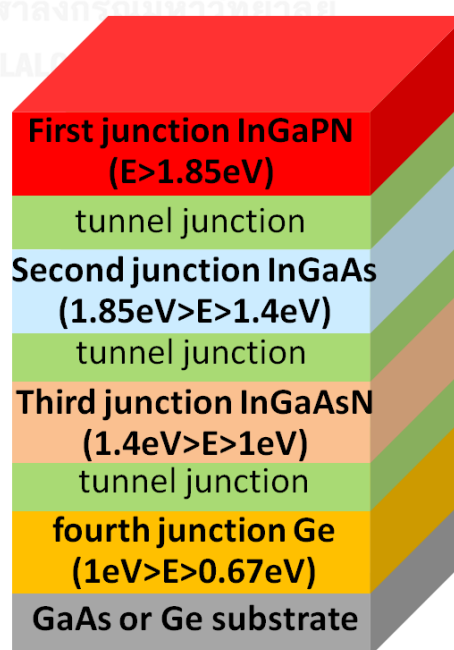 First junction InGaPN
(E>1.85eV)
tunnel junction
Second junction InGaAs
(1.85eV>E>1.4eV)
tunnel junction
Third junction InGaAsN
(1.4eV>E>1eV)
tunnel junction
fourth junction Ge
(1eV>E>0.67eV)
GaAs or Ge substrate